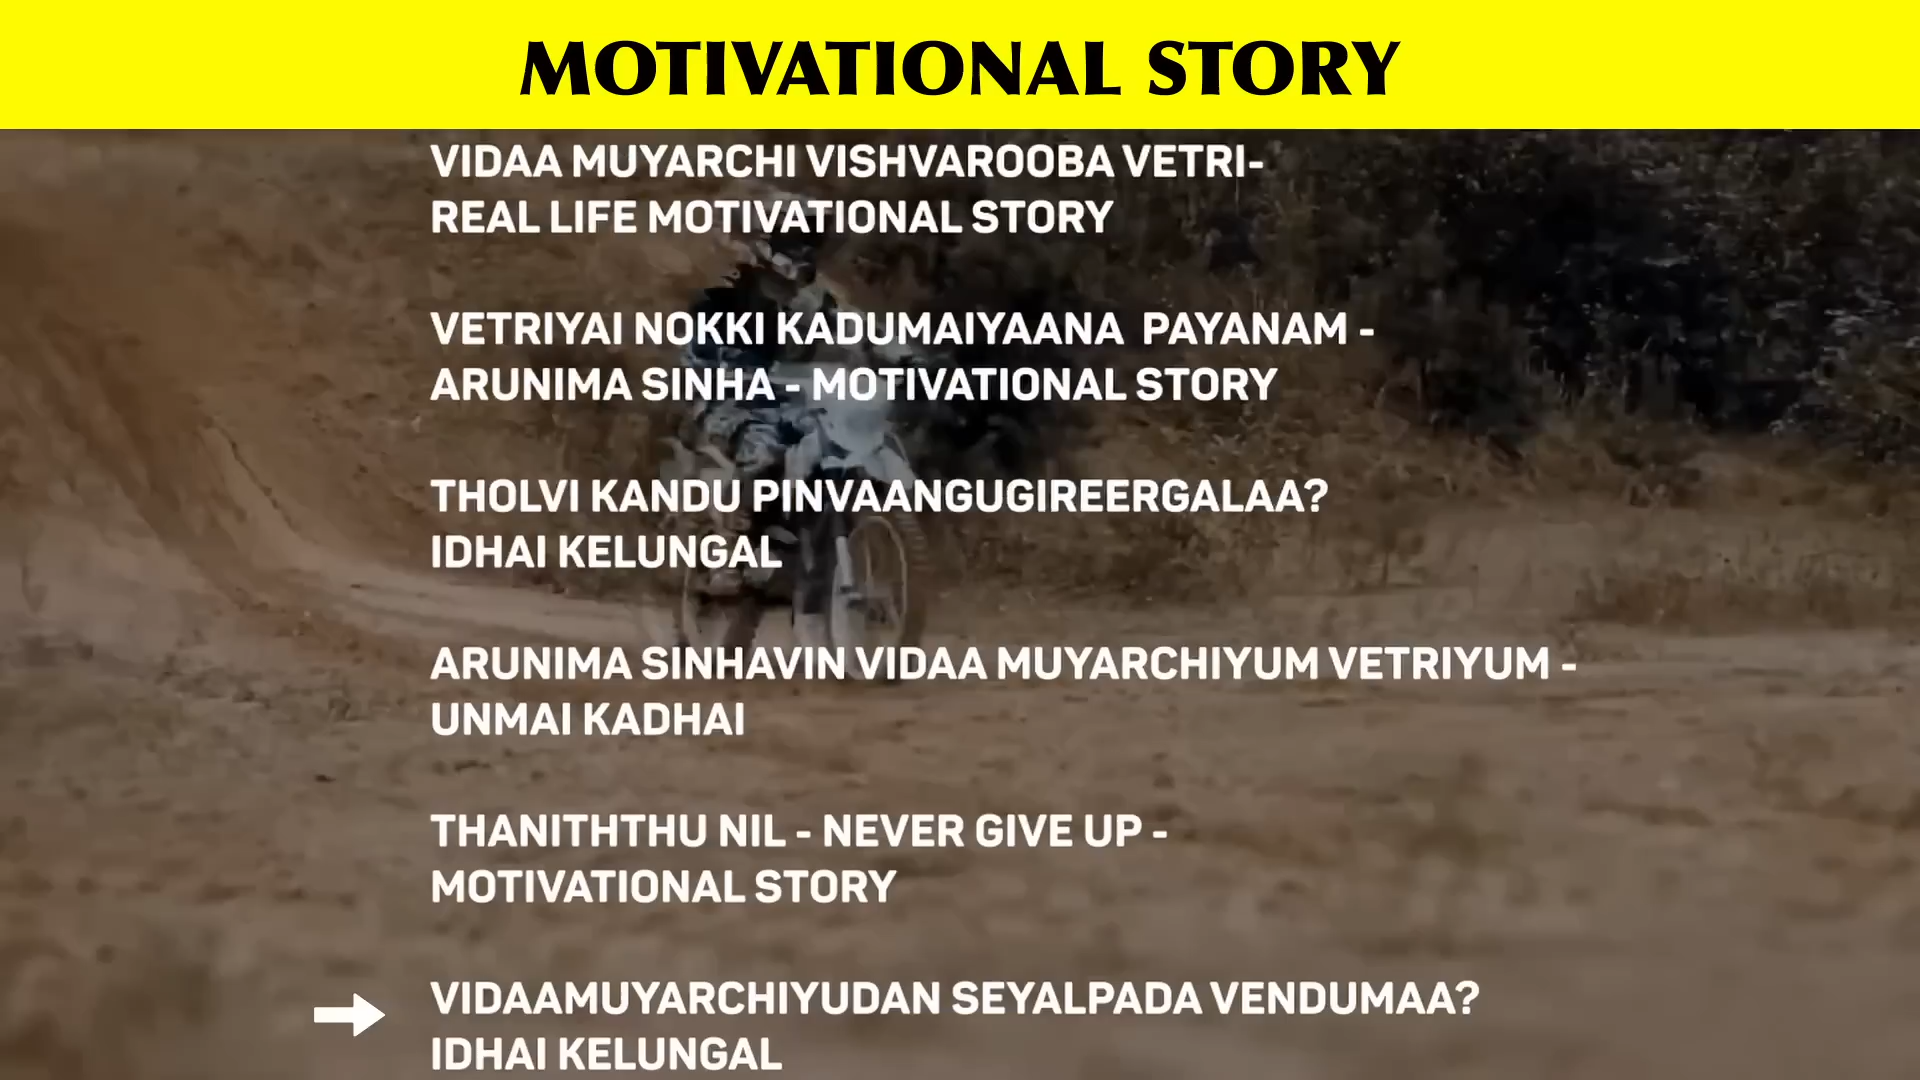 MOTIVATIONAL STORY
VIDAA MUYARCHI VISHVAROOBA VETRI-
REAL LIFE MOTIVATIONAL STORY
VETRIYAI NOKKI KADUMAIYAANA PAYANAM -
ARUNIMA SINHA - MOTIVATIONAL STORY
THOLVI KANDU PINVAANGUGIREERGALAA?
IDHAI KELUNGAL
ARUNIMA SINHAVIN VIDAA MUYARCHIYUM VETRIYUM -
UNMAI KADHAI
THANITHTHU NIL - NEVER GIVE UP -
MOTIVATIONAL STORY
VIDAAMUYARCHIYUDAN SEYALPADA VENDUMAA?
IDHAI KELUNGAL